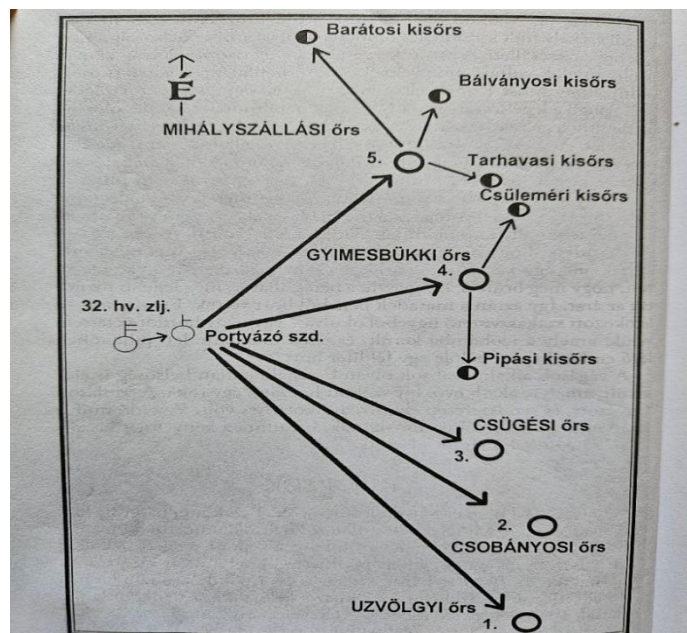 Barátosi kisőrs
É
Bálványosi kisőrs
MIHÁLYSZÁLLÁSI őrs
5.
Tarhavasi kisőrs
Csüleméri kisőrs
GYIMESBÜKKI őrs
4.
32. hv. zlj.
Portyázó szd.
Pipási kisőrs
CSÜGÉSI őrs
3.
2.
CSOBÁNYOSI őrs
UZVÖLGYI őrs
1.